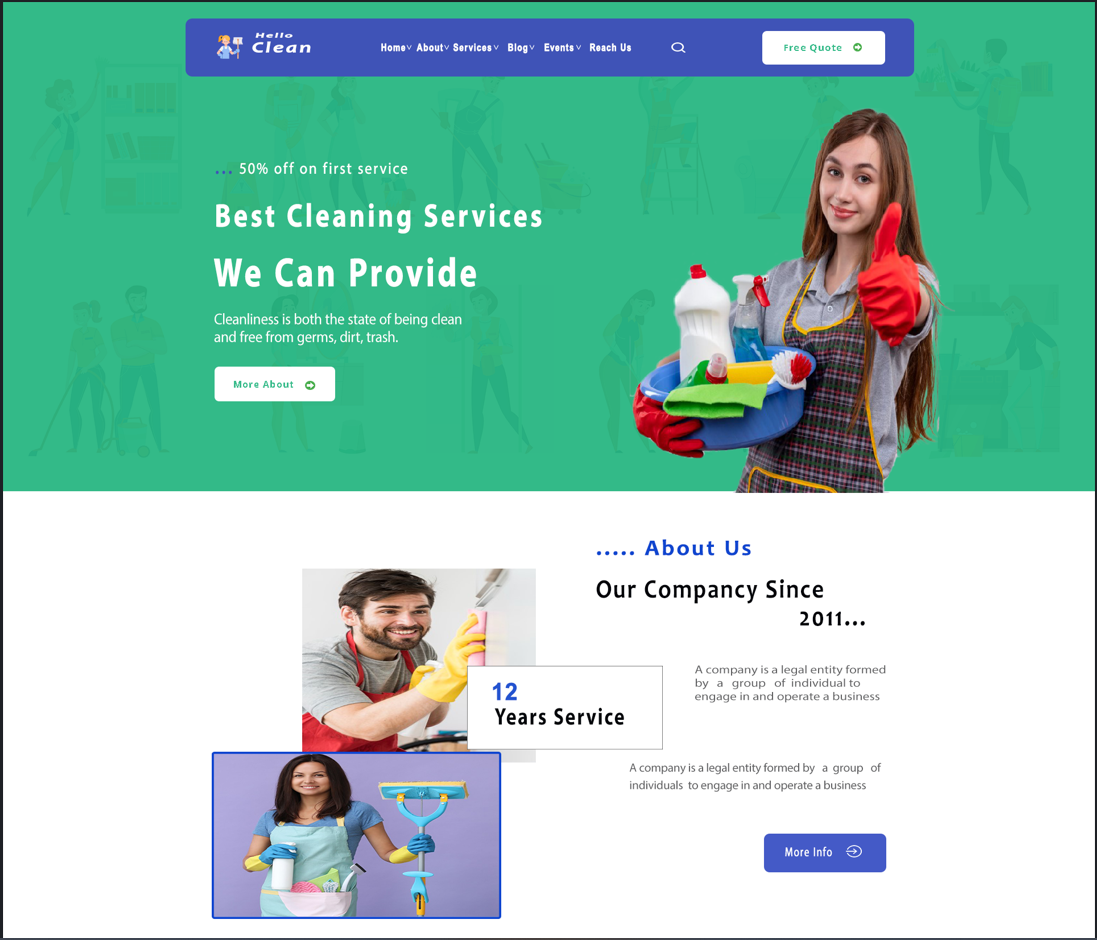 Hello
Clean
Home About Services Blog Events Reach Us
Free Quote
... 50% off on first service
Best Cleaning Services
We Can Provide
Cleanliness is both the state of being clean
and free from germs, dirt, trash.
More About
..... About Us
Our Compancy Since
2011...
12
Years Service
A company is a legal entity formed
by a group of individual to
engage in and operate a business
A company is a legal entity formed by a group of
individuals to engage in and operate a business
More Info